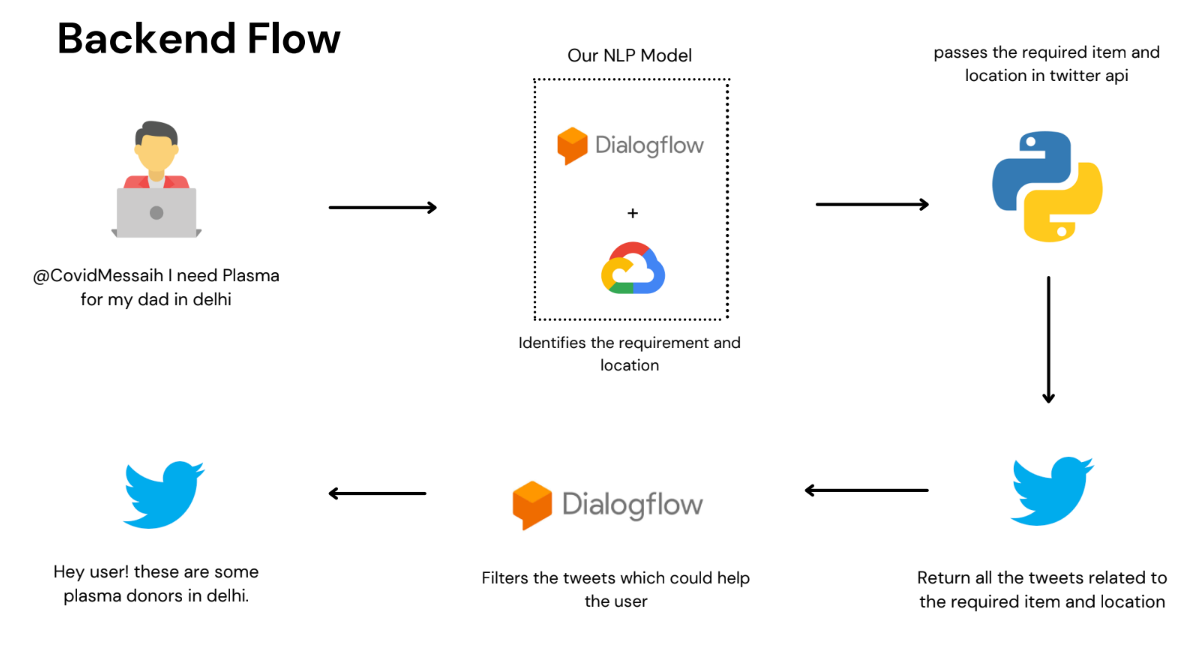 Backend Flow
Our NLP Model
passes the required item and
location in twitter api
Dialogflow
+
@CovidMessaih I need Plasma
for my dad in delhi
Identifies the requirement and
location
Dialogflow
Hey user! these are some
plasma donors in delhi.
Filters the tweets which could help
the user
Return all the tweets related to
the required item and location